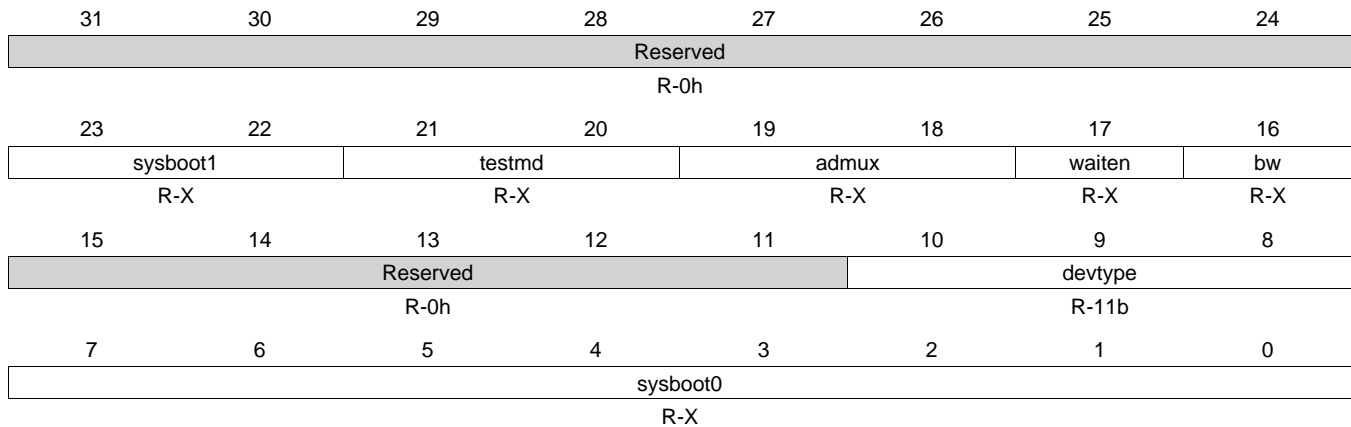 31 30 29 28 27 26 25 24
Reserved
R-0h
23 22 21 20 19 18 17 16
sysboot1 testmd admux waiten bw
R-X R-X R-X R-X R-X
15 14 13 12 11 10 9 8
Reserved devtype
R-0h R-11b
7 6 5 4 3 2 1 0
sysboot0
R-X